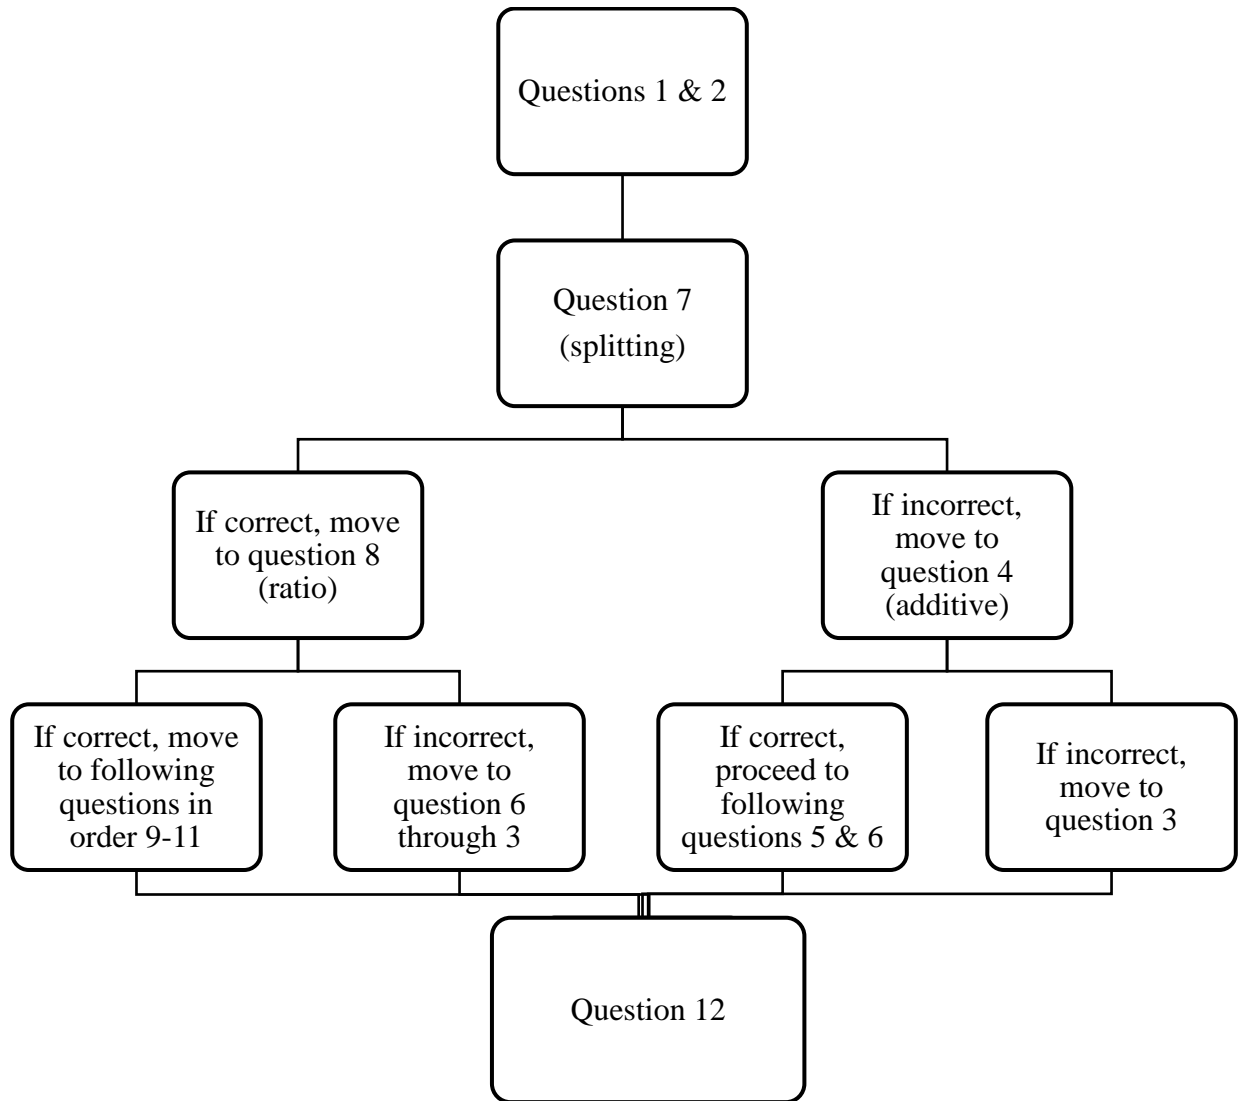 Questions 1 & 2
Question 7
(splitting)
If correct, move
to question 8
(ratio)
If incorrect,
move to
question 4
(additive)
If correct, move
to following
questions in
order 9-11
If incorrect,
move to
question 6
through 3
If correct,
proceed to
following
questions 5 & 6
If incorrect,
move to
question 3
Question 12